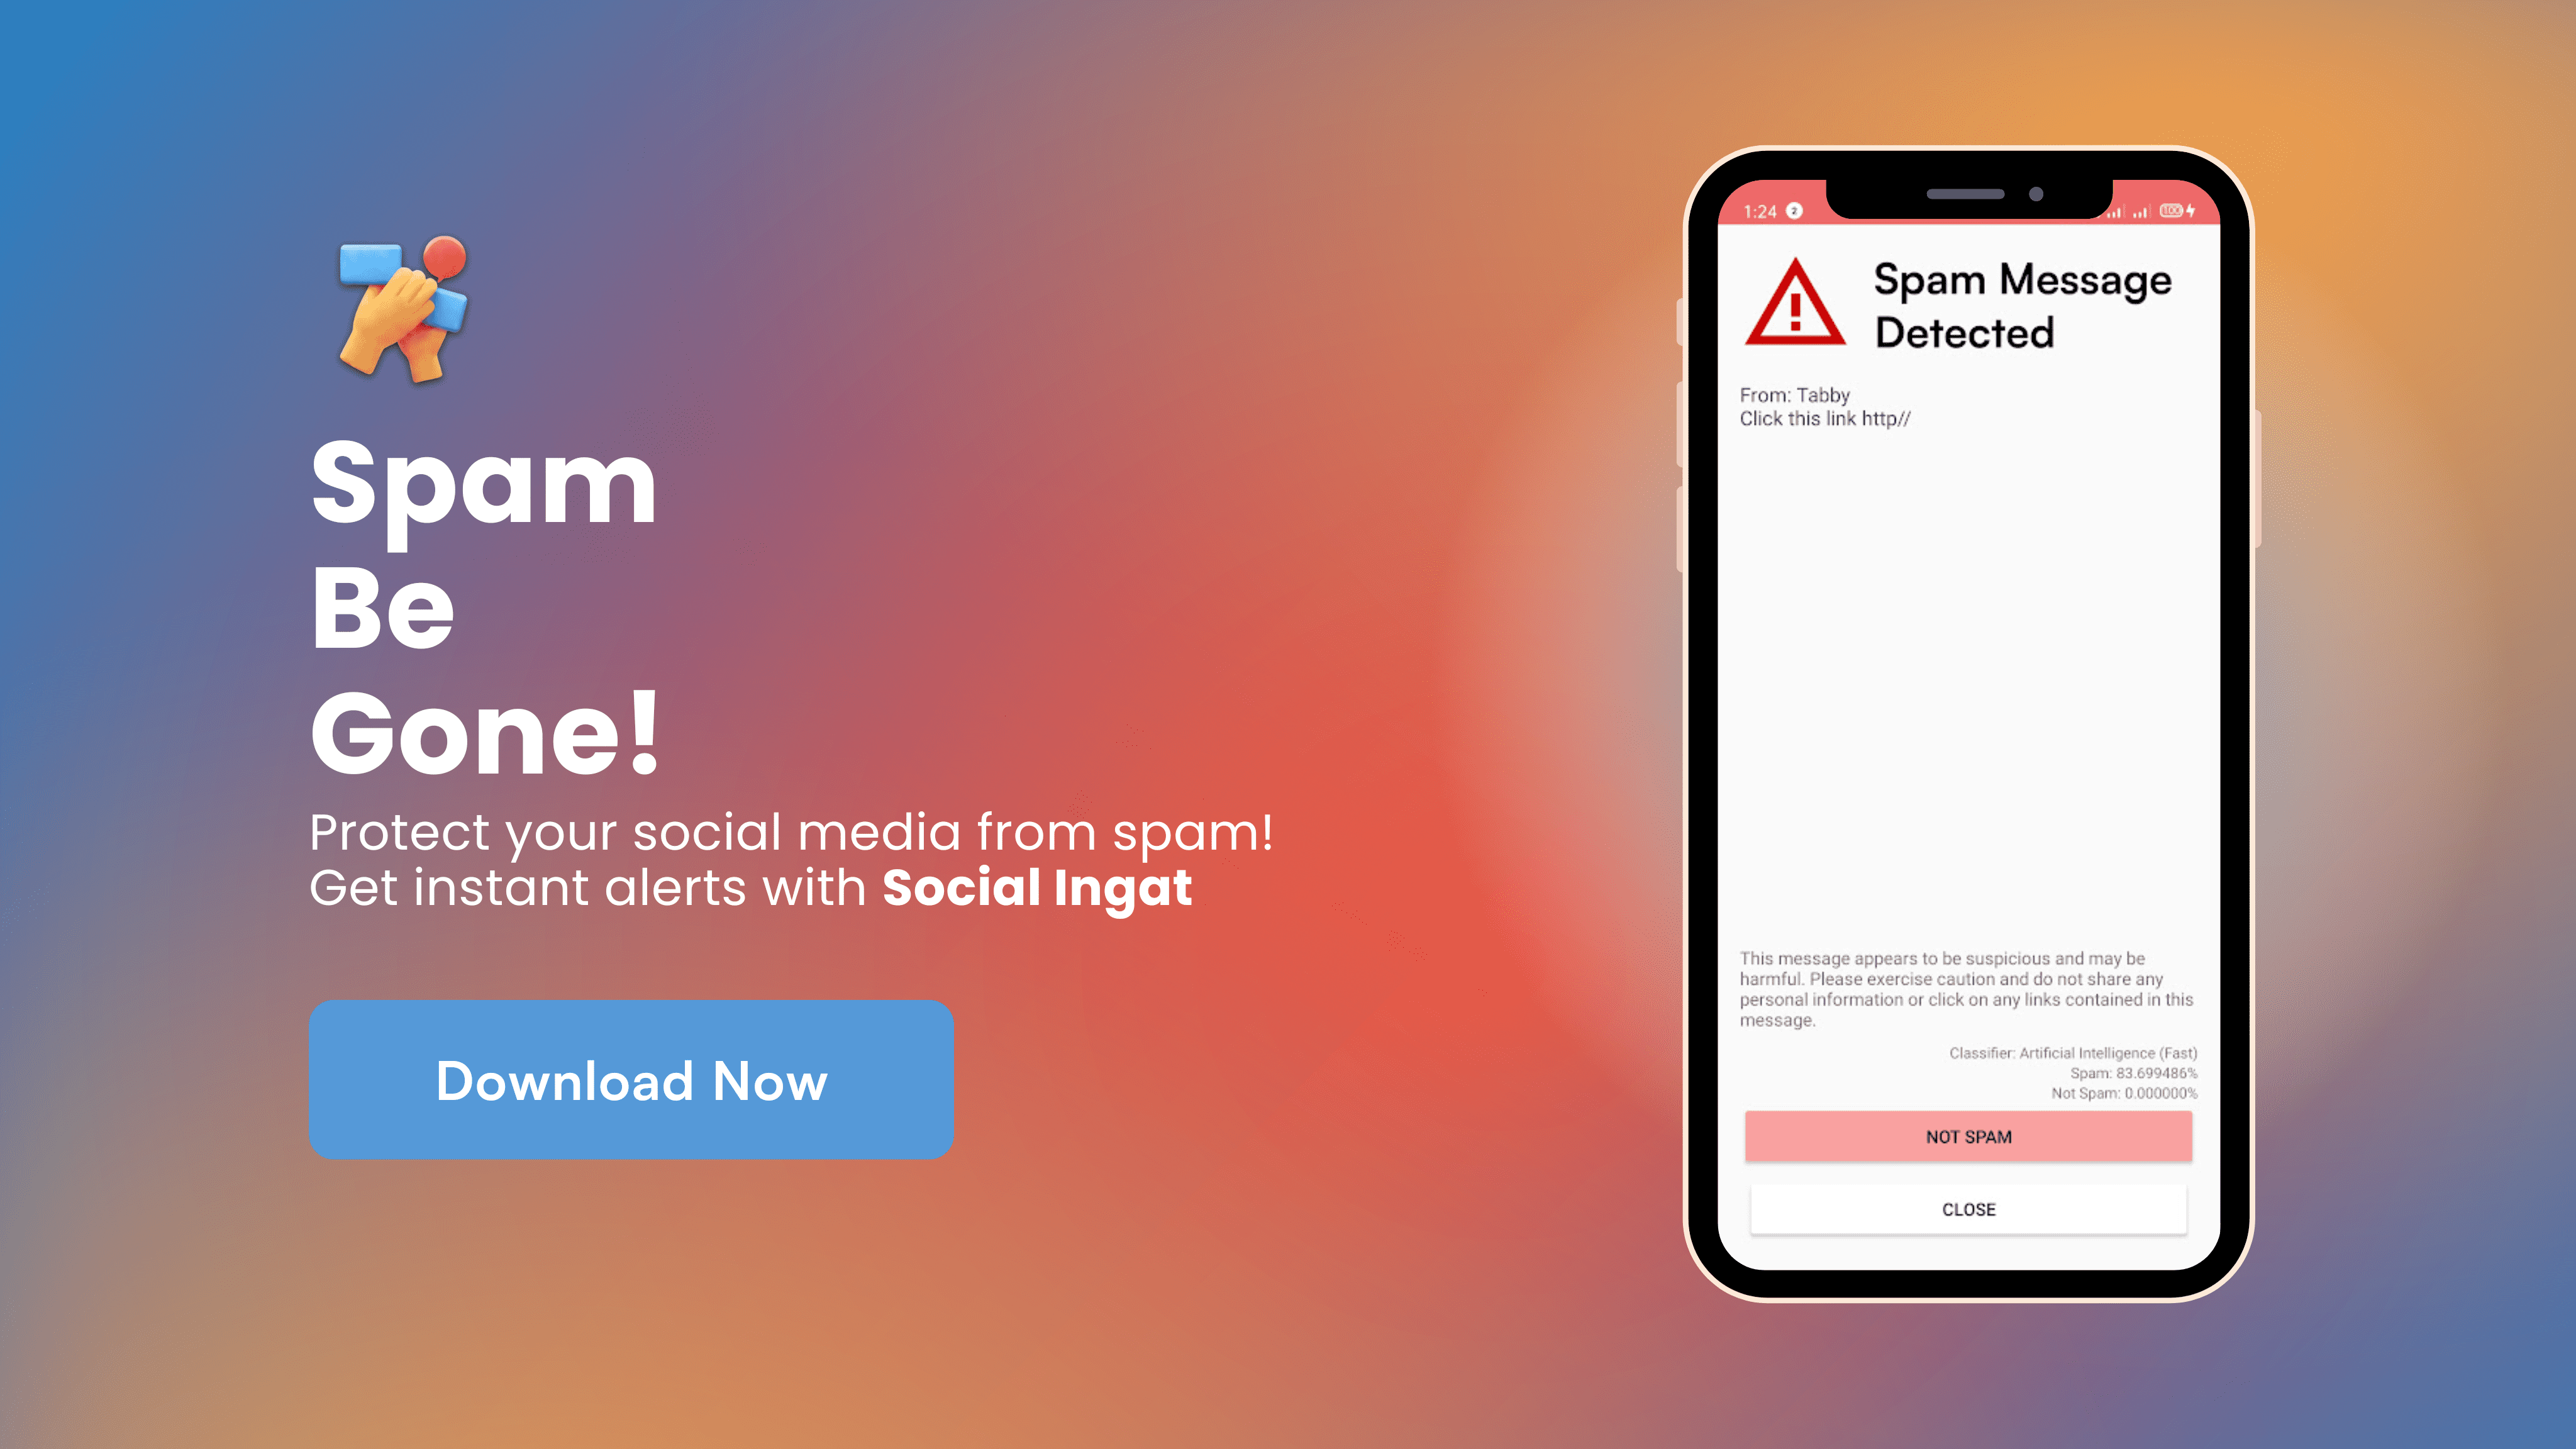 Spam
Be
Gone!
Protect your social media from spam!
Get instant alerts with Social Ingat
Download Now
1:24 2
100
Spam Message
Detected
From: Tabby
Click this link http//
This message appears to be suspicious and may be
harmful. Please exercise caution and do not share any
personal information or click on any links contained in this
message.
Classifier: Artificial Intelligence (Fast)
Spam: 83.699486%
Not Spam: 0.000000%
NOT SPAM
CLOSE